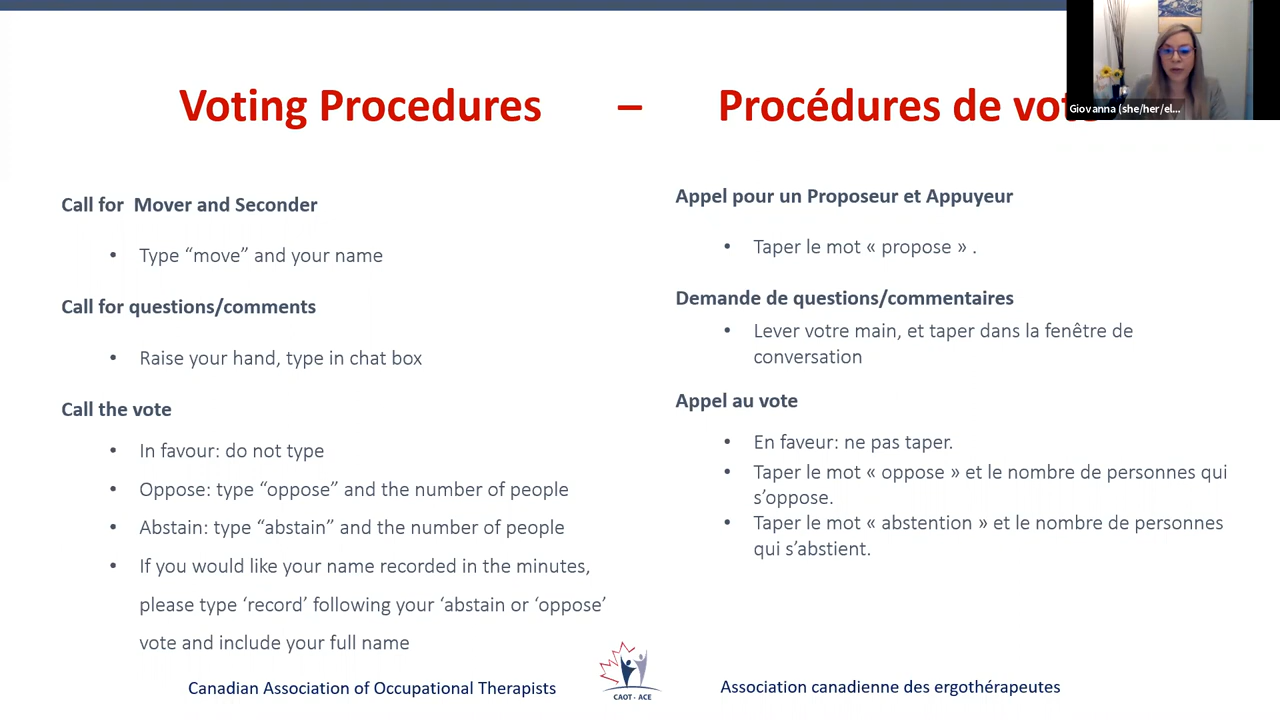 Voting Procedures – Procédures de vote
Giovanna (she/her/el...
Call for Mover and Seconder
Type “move” and your name
Call for questions/comments
Raise your hand, type in chat box
Call the vote
In favour: do not type
Oppose: type “oppose” and the number of people
Abstain: type “abstain” and the number of people
If you would like your name recorded in the minutes,
please type ‘record’ following your ‘abstain or ‘oppose’
vote and include your full name
Appel pour un Proposeur et Appuyeur
Taper le mot « propose » .
Demande de questions/commentaires
Lever votre main, et taper dans la fenêtre de
conversation
Appel au vote
En faveur: ne pas taper.
Taper le mot « oppose » et le nombre de personnes qui
s’oppose.
Taper le mot « abstention » et le nombre de personnes
qui s’abstient.
Canadian Association of Occupational Therapists
CAOT - ACE
Association canadienne des ergothérapeutes